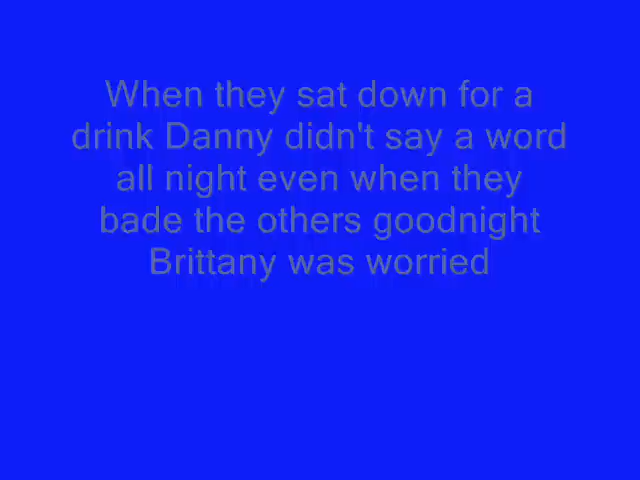 When they sat down for a
drink Danny didn't say a word
all night even when they
bade the others goodnight
Brittany was worried